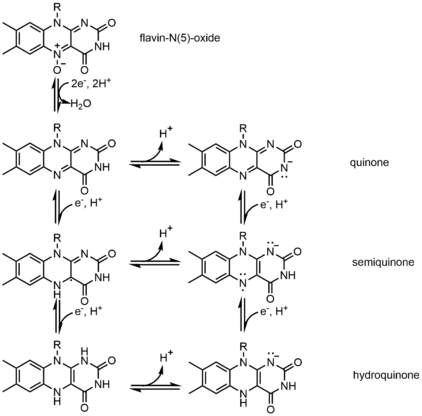 R
N
N
O
NH
N
+
O
−
O
flavin-N(5)-oxide
2e-, 2H+
H2O
R
N
N
O
NH
N
O
H+
R
N
N
O
N
−
N
O
quinone
e-, H+
e-, H+
R
N
N
O
NH
N
H
O
H+
R
N
N
−
O
NH
N
O
semiquinone
e-, H+
e-, H+
R
N
H
N
O
NH
N
H
O
H+
R
N
N
−
O
NH
N
H
O
hydroquinone